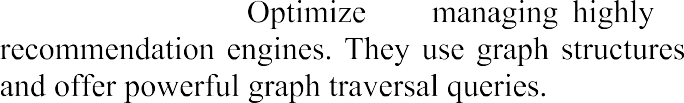 Optimize managing highly
recommendation engines. They use graph structures
and offer powerful graph traversal queries.